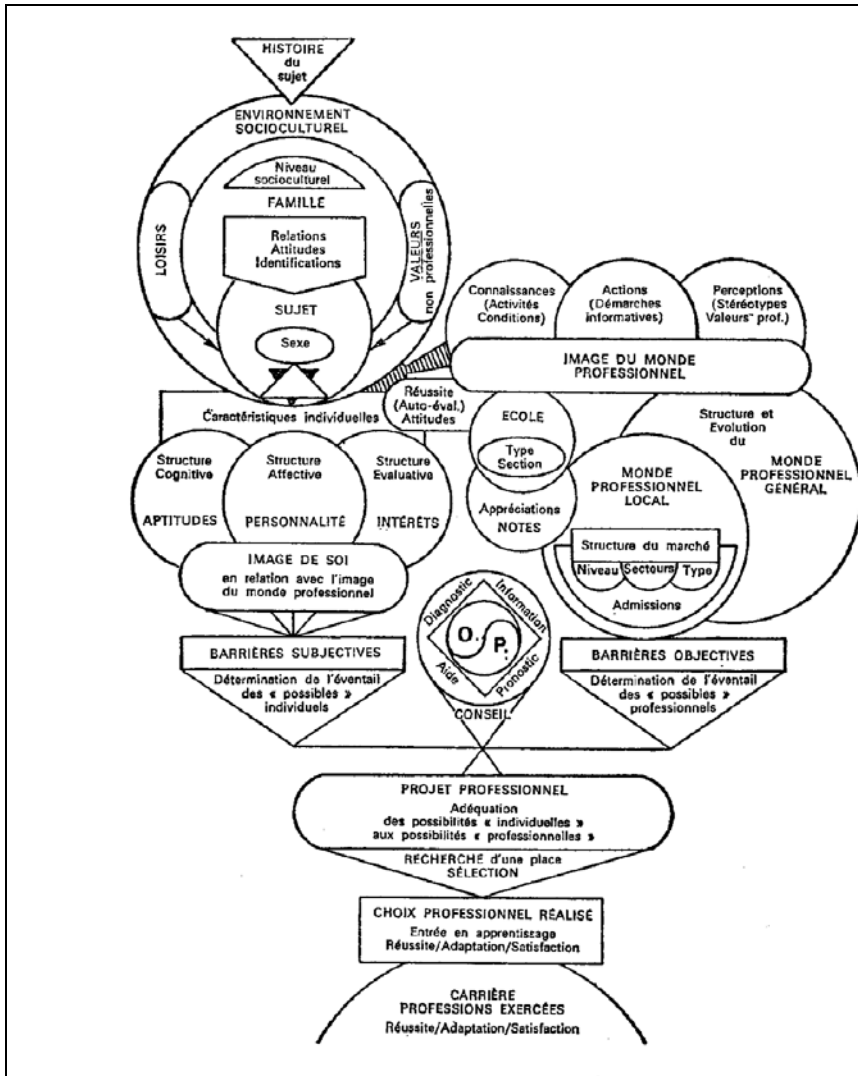 HISTOIRE
du
sujet
ENVIRONNEMENT
SOCIOCULTUREL
Niveau
socioculturel
FAMILLE
LOISIRS
VALEURS
non professionnelles
Relations
Attitudes
Identifications
SUJET
Sexe
Connaissances
(Activités
Conditions)
Actions
(Démarches
informatives)
Perceptions
(Stéréotypes
Valeurs prof.)
IMAGE DU MONDE
PROFESSIONNEL
Caractéristiques individuelles
Réussite
(Auto-éval.)
Attitudes
ECOLE
Type
Section
Appréciations
NOTES
Structure et
Evolution
du
MONDE
PROFESSIONNEL
GÉNÉRAL
MONDE
PROFESSIONNEL
LOCAL
Structure du marché
Niveau
Secteurs
Type
Admissions
Structure
Cognitive
APTITUDES
Structure
Affective
PERSONNALITÉ
Structure
Evaluative
INTÉRÊTS
IMAGE DE SOI
en relation avec l'image
du monde professionnel
BARRIÈRES SUBJECTIVES
Détermination de l'éventail
des « possibles »
individuels
Diagnostic
Information
O.
P.
Aide
Pronostic
CONSEIL
BARRIÈRES OBJECTIVES
Détermination de l'éventail
des « possibles »
professionnels
PROJET PROFESSIONNEL
Adéquation
des possibilités « individuelles »
aux possibilités « professionnelles »
RECHERCHE d'une place
SÉLECTION
CHOIX PROFESSIONNEL RÉALISÉ
Entrée en apprentissage
Réussite/Adaptation/Satisfaction
CARRIÈRE
PROFESSIONS EXERCÉES
Réussite/Adaptation/Satisfaction